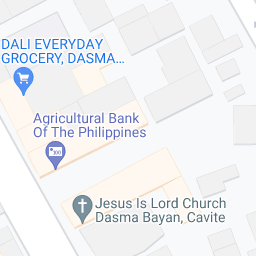 DALI EVERYDAY
GROCERY, DASMA...
Agricultural Bank
Of The Philippines
Jesus Is Lord Church
Dasma Bayan, Cavite